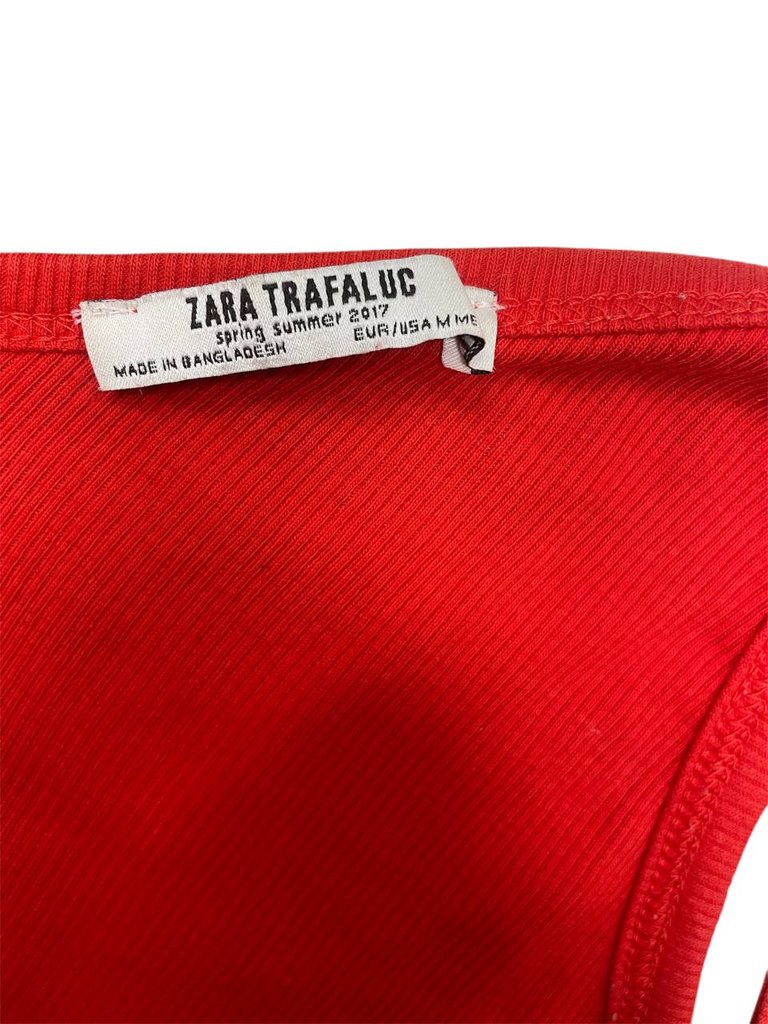 ZARA TRAFALUC
spring summer 2017
EUR/USA M ME
MADE IN BANGLADESH